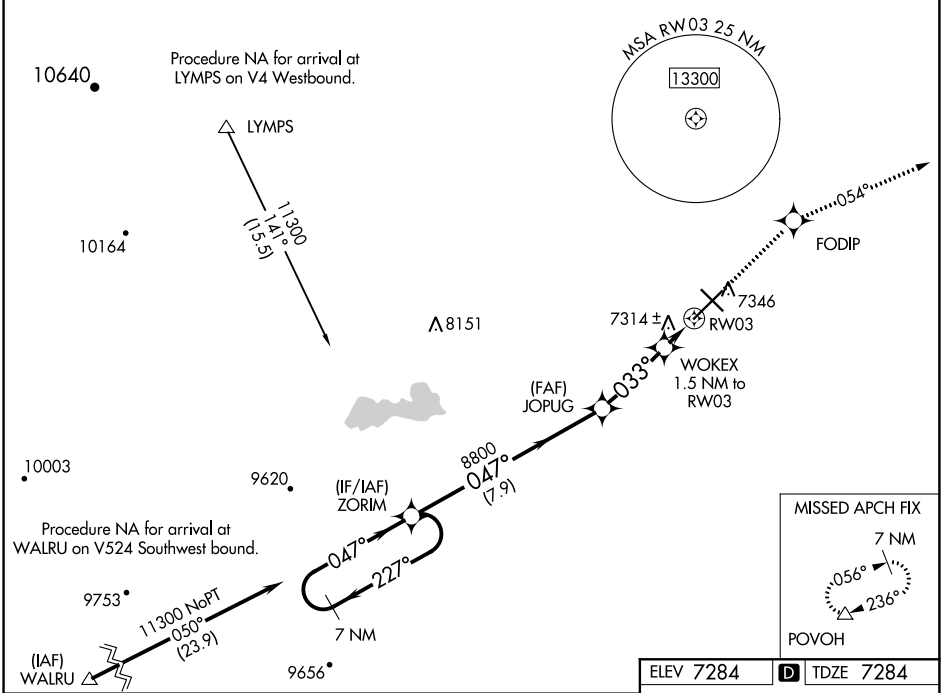 Procedure NA for arrival at
LYMPS on V4 Westbound.
10640
MSA RW03 25 NM
13300
LYMPS
11300
141°
(15.5)
10164
054°
FODIP
8151
7314 ±
7346
RW03
WOKEX
1.5 NM to
RW03
033°
(FAF)
JOPUG
8800
047°
(7.9)
10003
9620
(IF/IAF)
ZORIM
Procedure NA for arrival at
WALRU on V524 Southwest bound.
047°
227°
7 NM
9753
11300 NoPT
050°
(23.9)
(IAF)
WALRU
9656
MISSED APCH FIX
7 NM
056°
236°
POVOH
ELEV 7284 D TDZE 7284